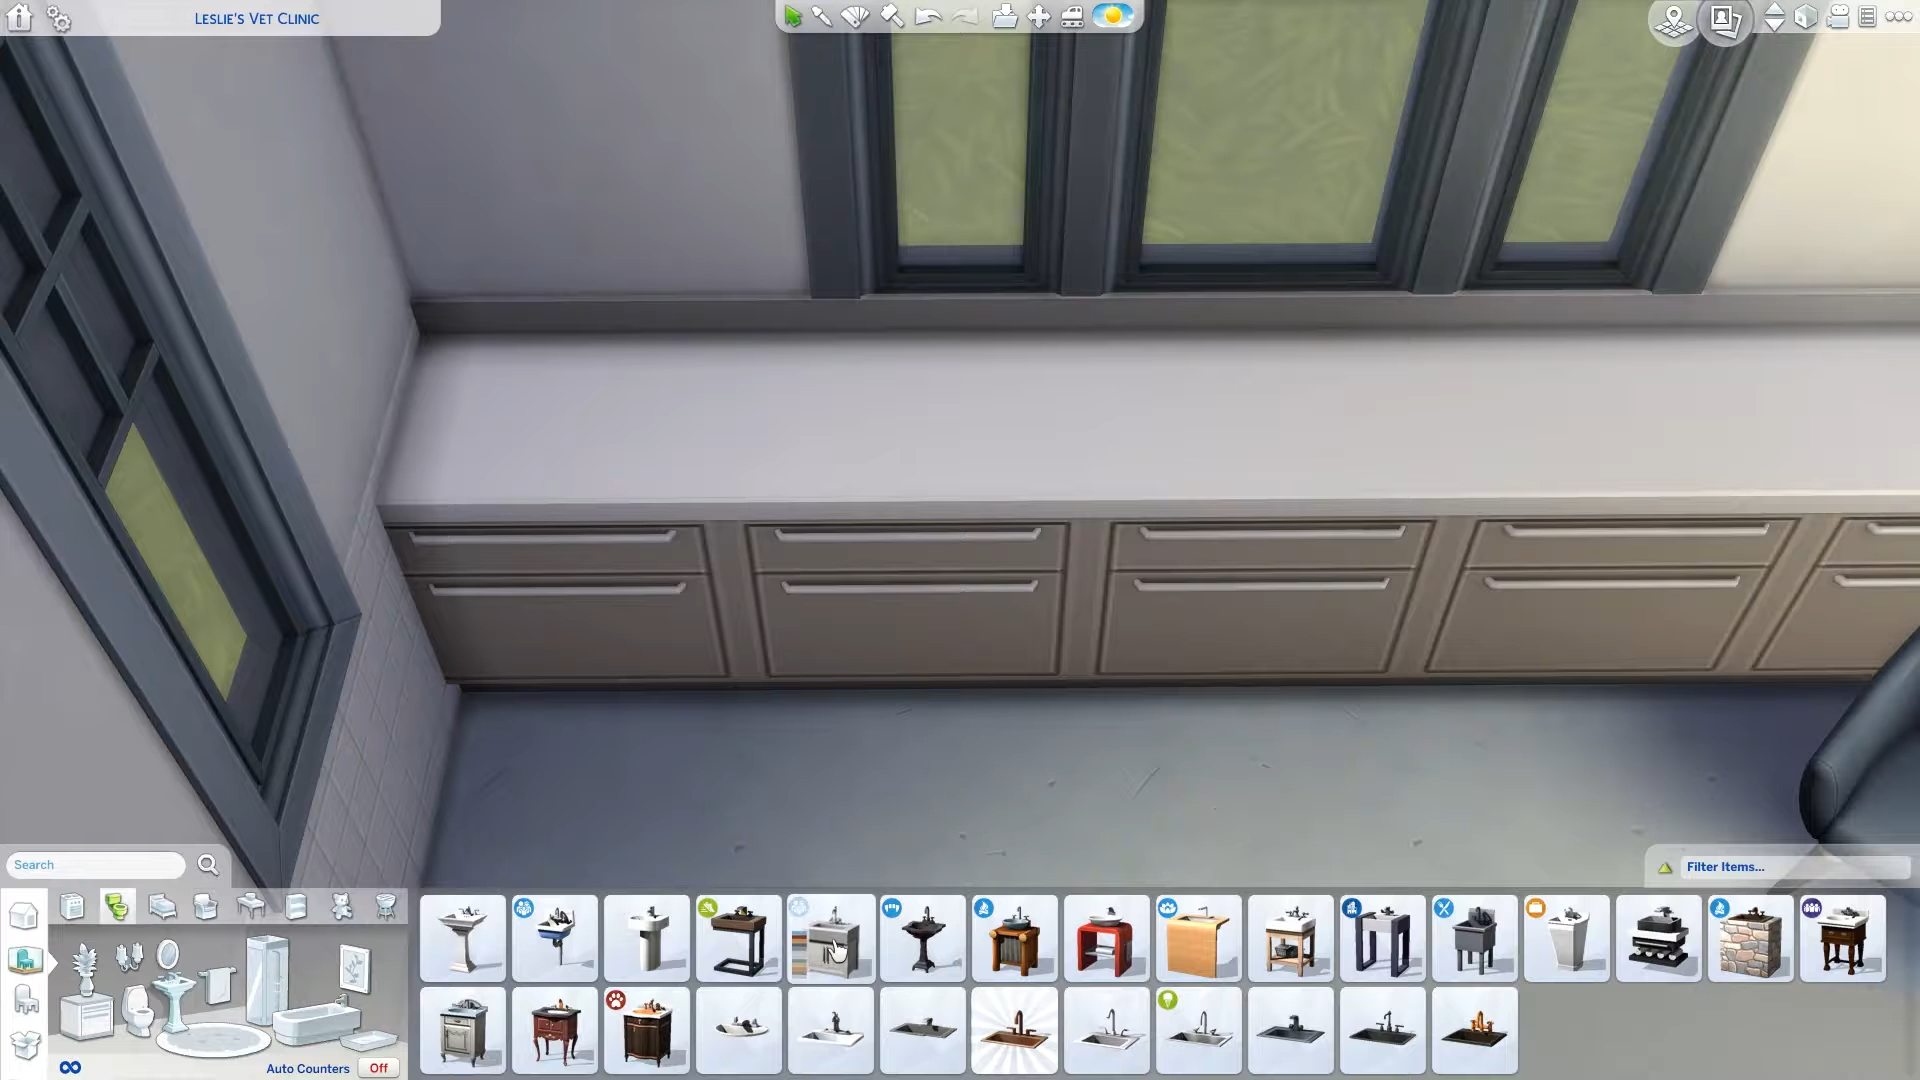 LESLIE'S VET CLINIC
Search
Filter Items...
Auto Counters
Off